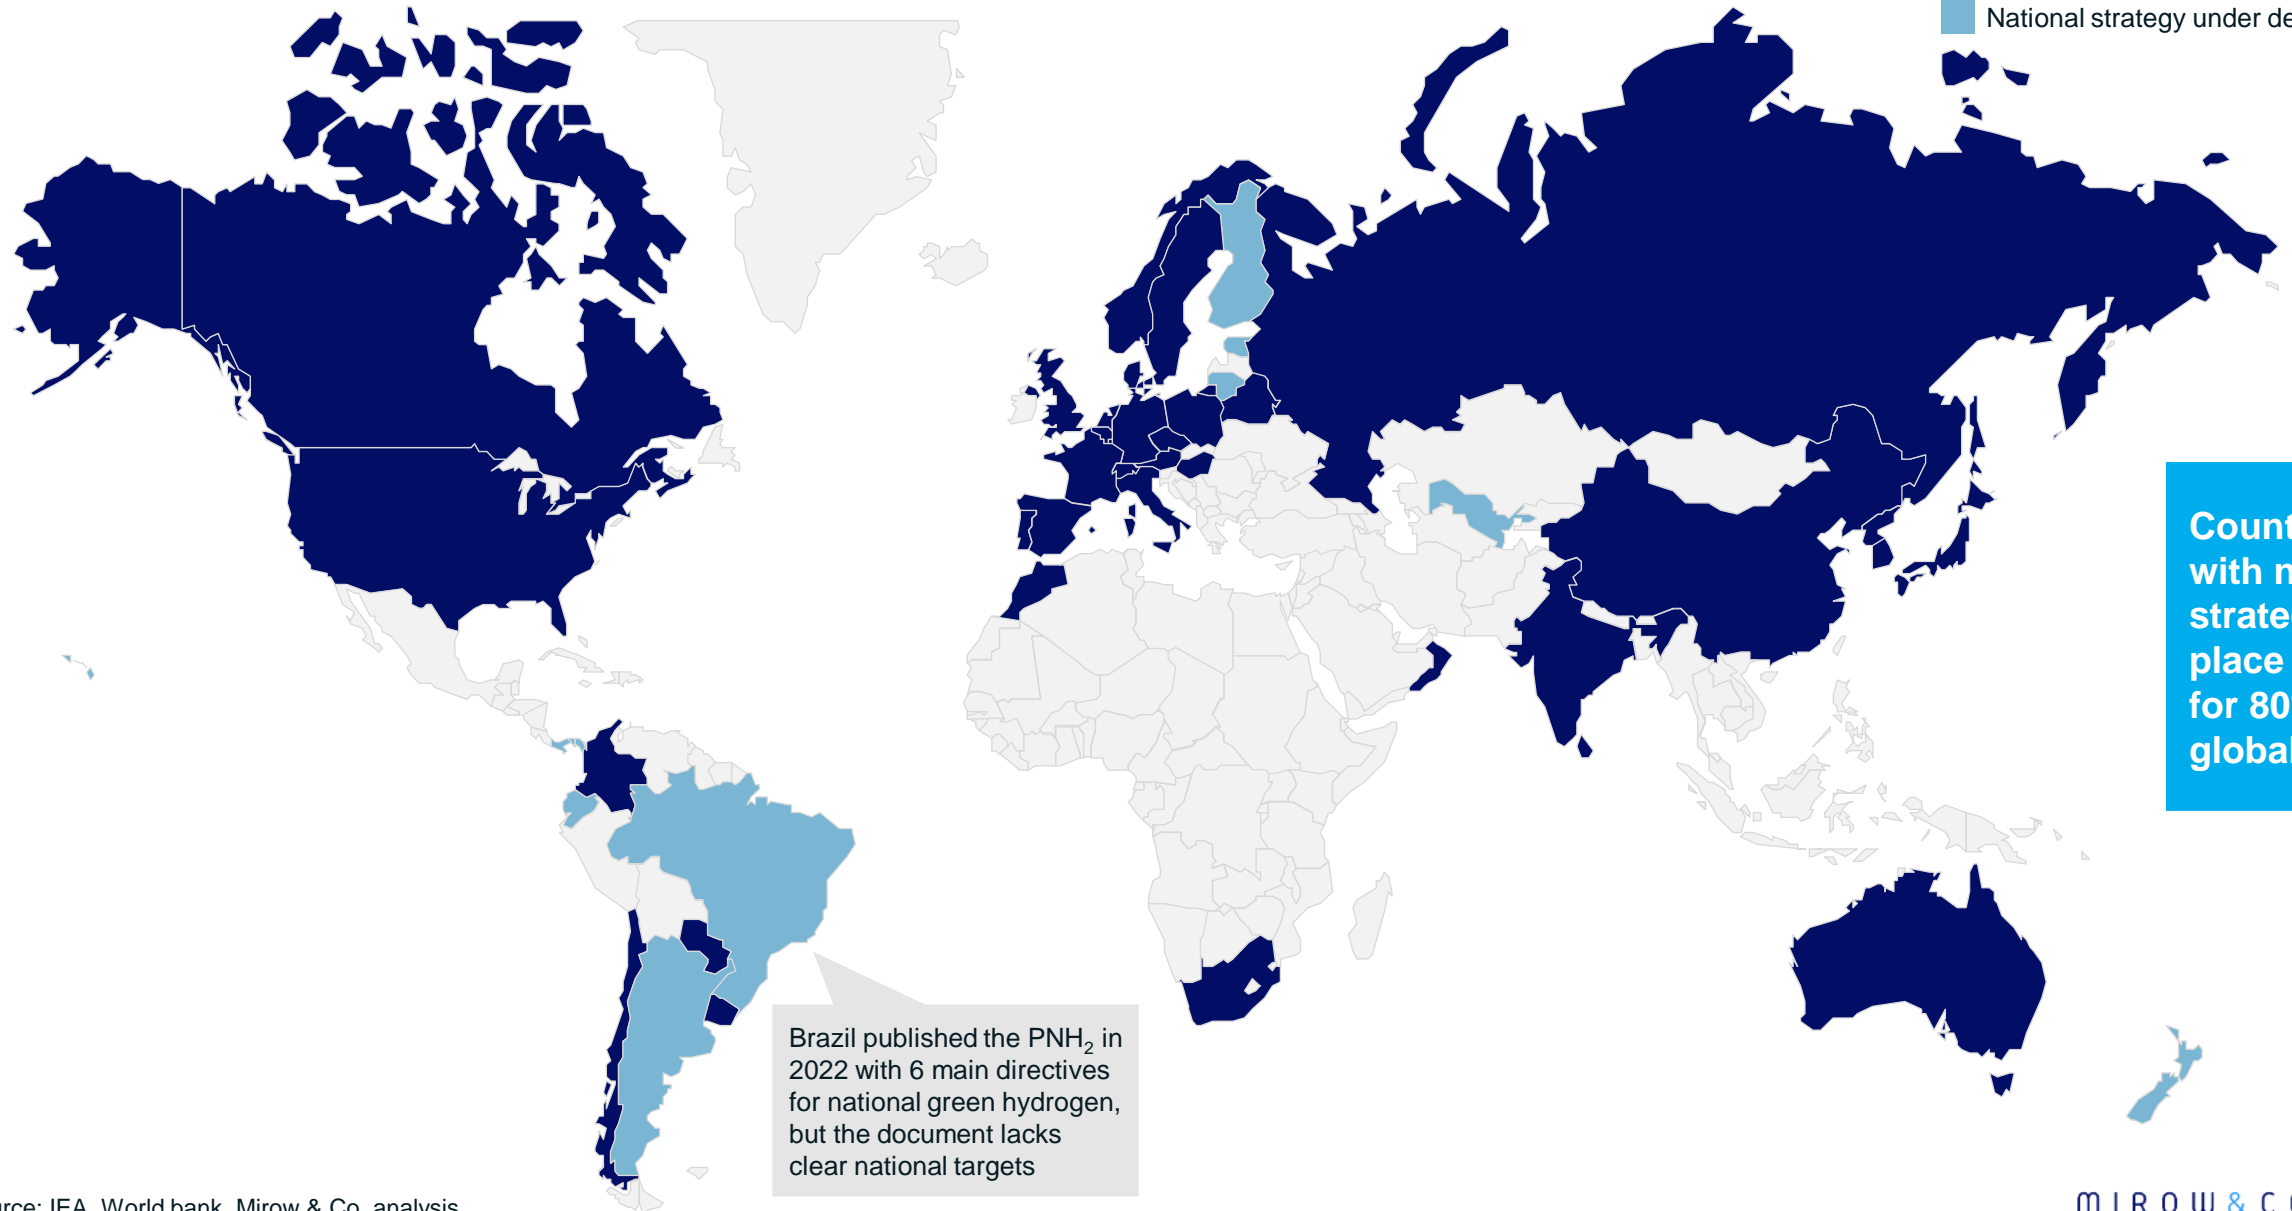 National strategy under de
Count
with n
strate
place
for 80
global
Brazil published the PNH₂ in
2022 with 6 main directives
for national green hydrogen,
but the document lacks
clear national targets
urce: IEA, World bank, Mirow & Co. analysis
MIROW & CO